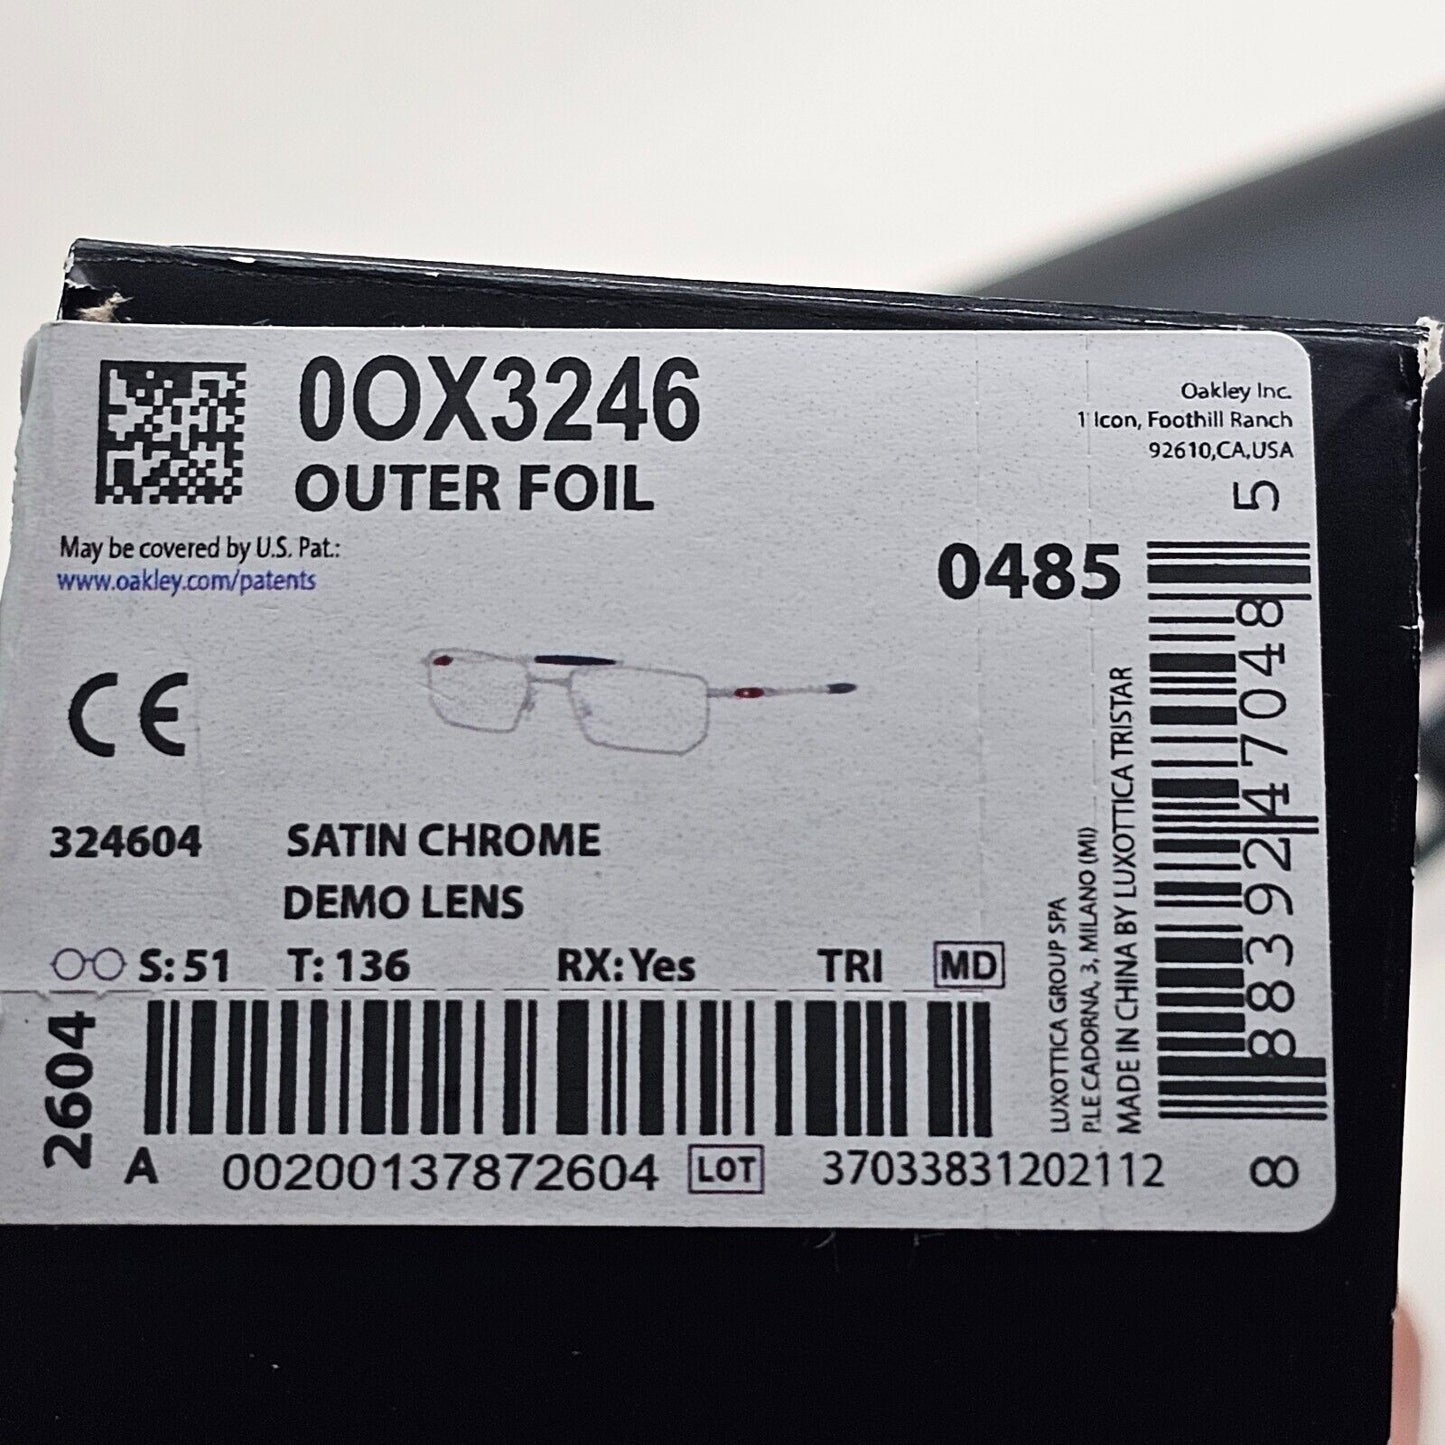 0OX3246
OUTER FOIL
Oakley Inc.
1 Icon, Foothill Ranch
92610,CA,USA
May be covered by U.S. Pat.:
www.oakley.com/patents
0485
CE
324604 SATIN CHROME
DEMO LENS
S: 51 T: 136 RX: Yes TRI MD
2604
A 00200137872604 LOT 37033831202112
LUXOTTICA GROUP SPA
P.LE CADORNA, 3, MILANO (MI)
MADE IN CHINA BY LUXOTTICA TRISTAR
8 883924 7048 5